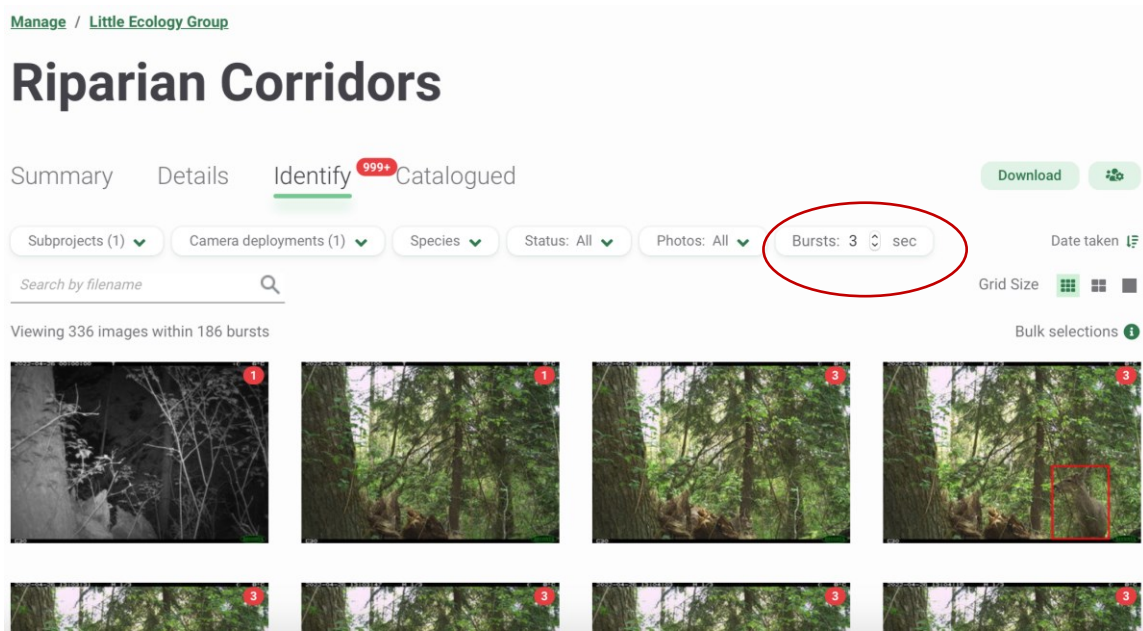 Manage / Little Ecology Group
Riparian Corridors
Summary Details Identify 999+ Catalogued Download
Subprojects (1) Camera deployments (1) Species Status: All Photos: All Bursts: 3 sec Date taken
Search by filename Grid Size
Viewing 336 images within 186 bursts Bulk selections
1 1 3 3
3 3 3 3